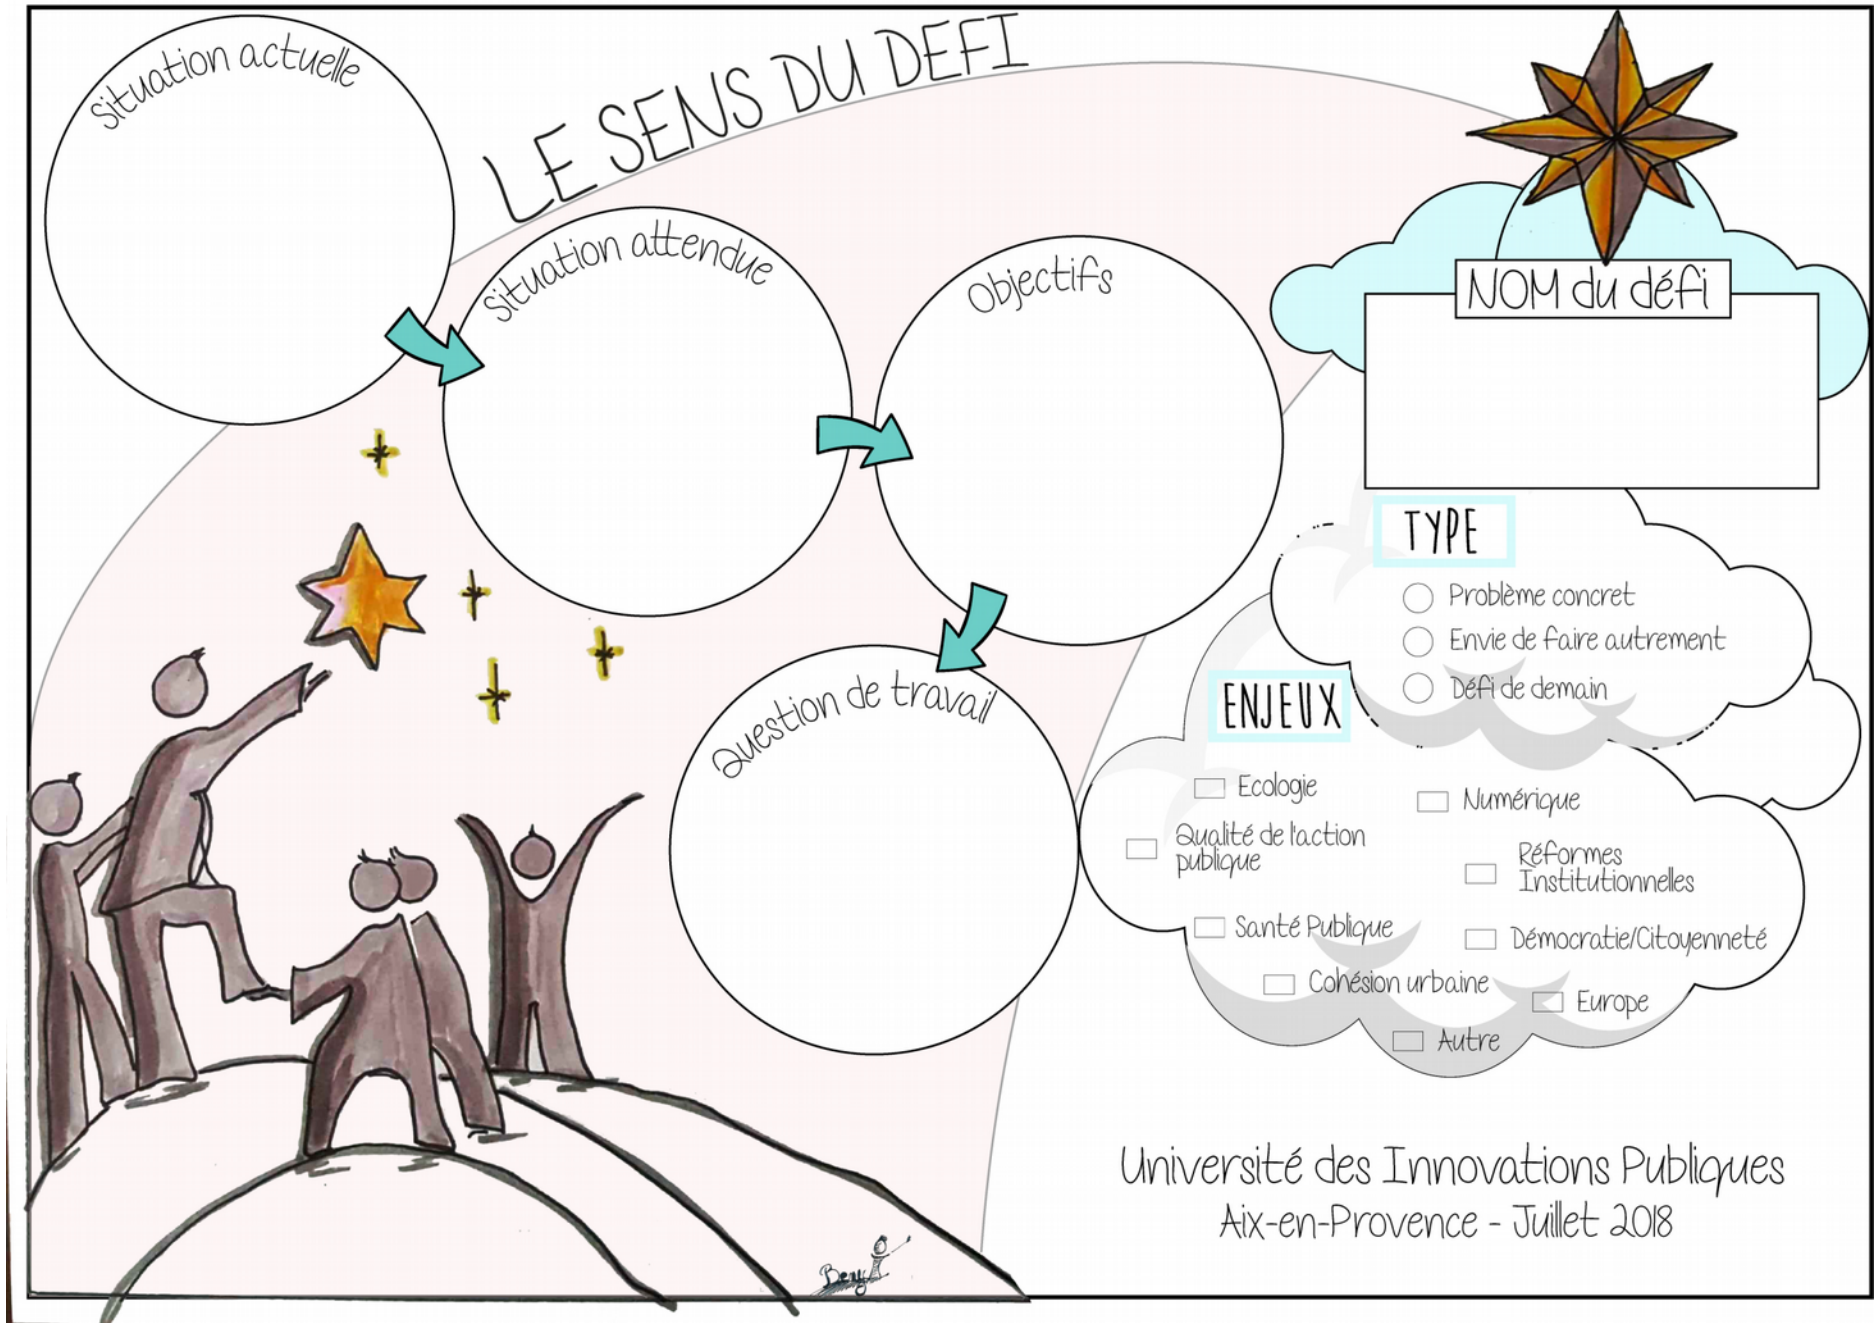 LE SENS DU DEFI
Situation actuelle
Situation attendue
Objectifs
Question de travail
NOM du défi
TYPE
Problème concret
Envie de faire autrement
Défi de demain
ENJEUX
Ecologie
Numérique
Qualité de l'action
publique
Réformes
Institutionnelles
Santé Publique
Démocratie/Citoyenneté
Cohésion urbaine
Europe
Autre
Université des Innovations Publiques
Aix-en-Provence - Juillet 2018